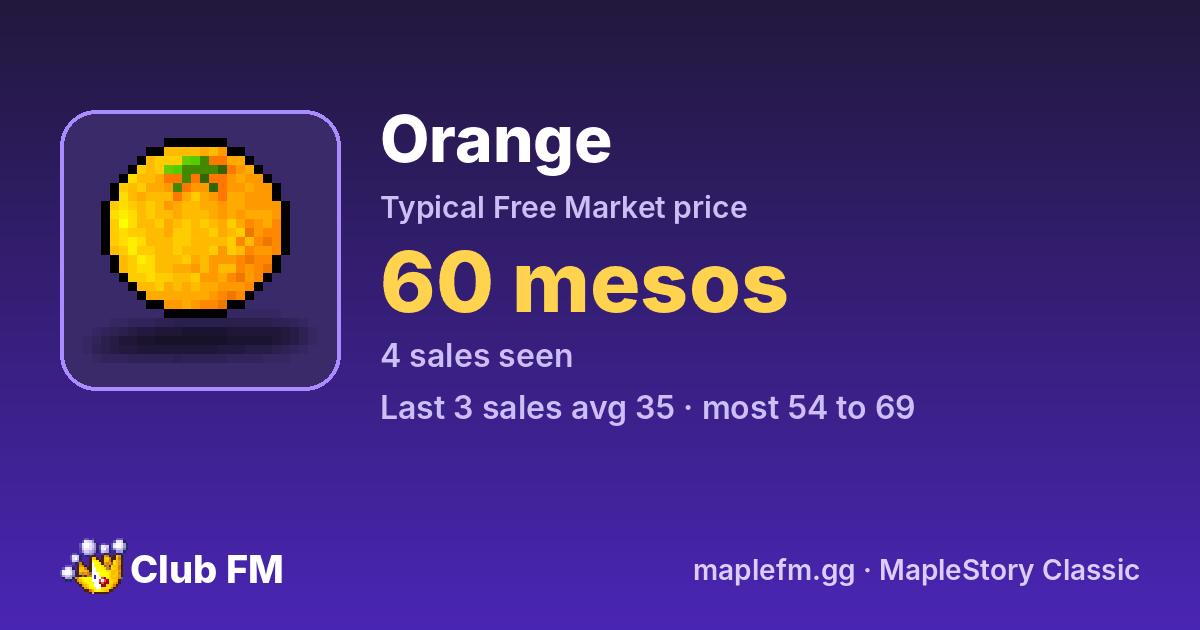 Orange
Typical Free Market price
60 mesos
4 sales seen
Last 3 sales avg 35 · most 54 to 69
Club FM
maplefm.gg · MapleStory Classic